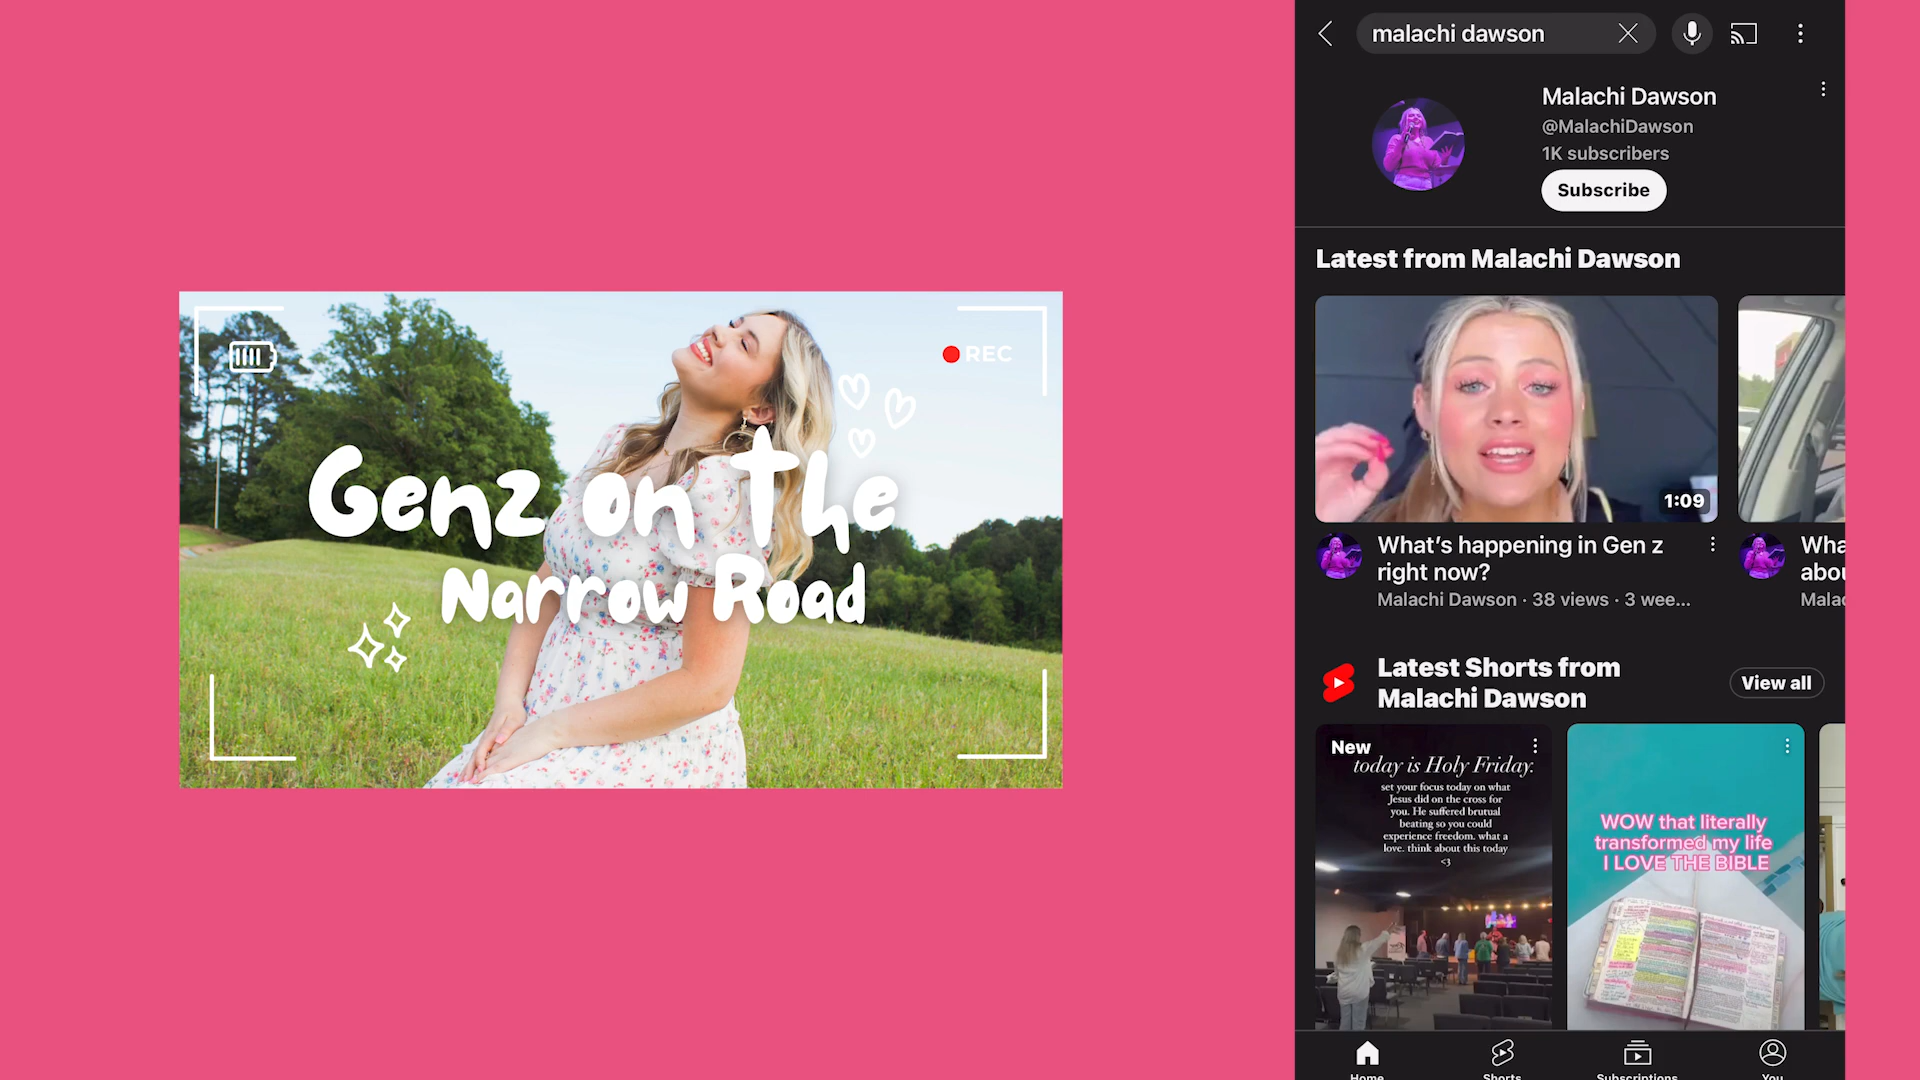 REC
Genz on The
Narrow Road
malachi dawson
Malachi Dawson
@MalachiDawson
1K subscribers
Subscribe
Latest from Malachi Dawson
1:09
What’s happening in Gen z
right now?
Malachi Dawson · 38 views · 3 wee...
Wha
abou
Malac
Latest Shorts from
Malachi Dawson
View all
New
today is Holy Friday.
set your focus today on what
Jesus did on the cross for
you. He suffered brutual
beating so you could
experience freedom. what a
love. think about this today
<3
WOW that literally
transformed my life
I LOVE THE BIBLE
Home
Shorts
Subscriptions
You